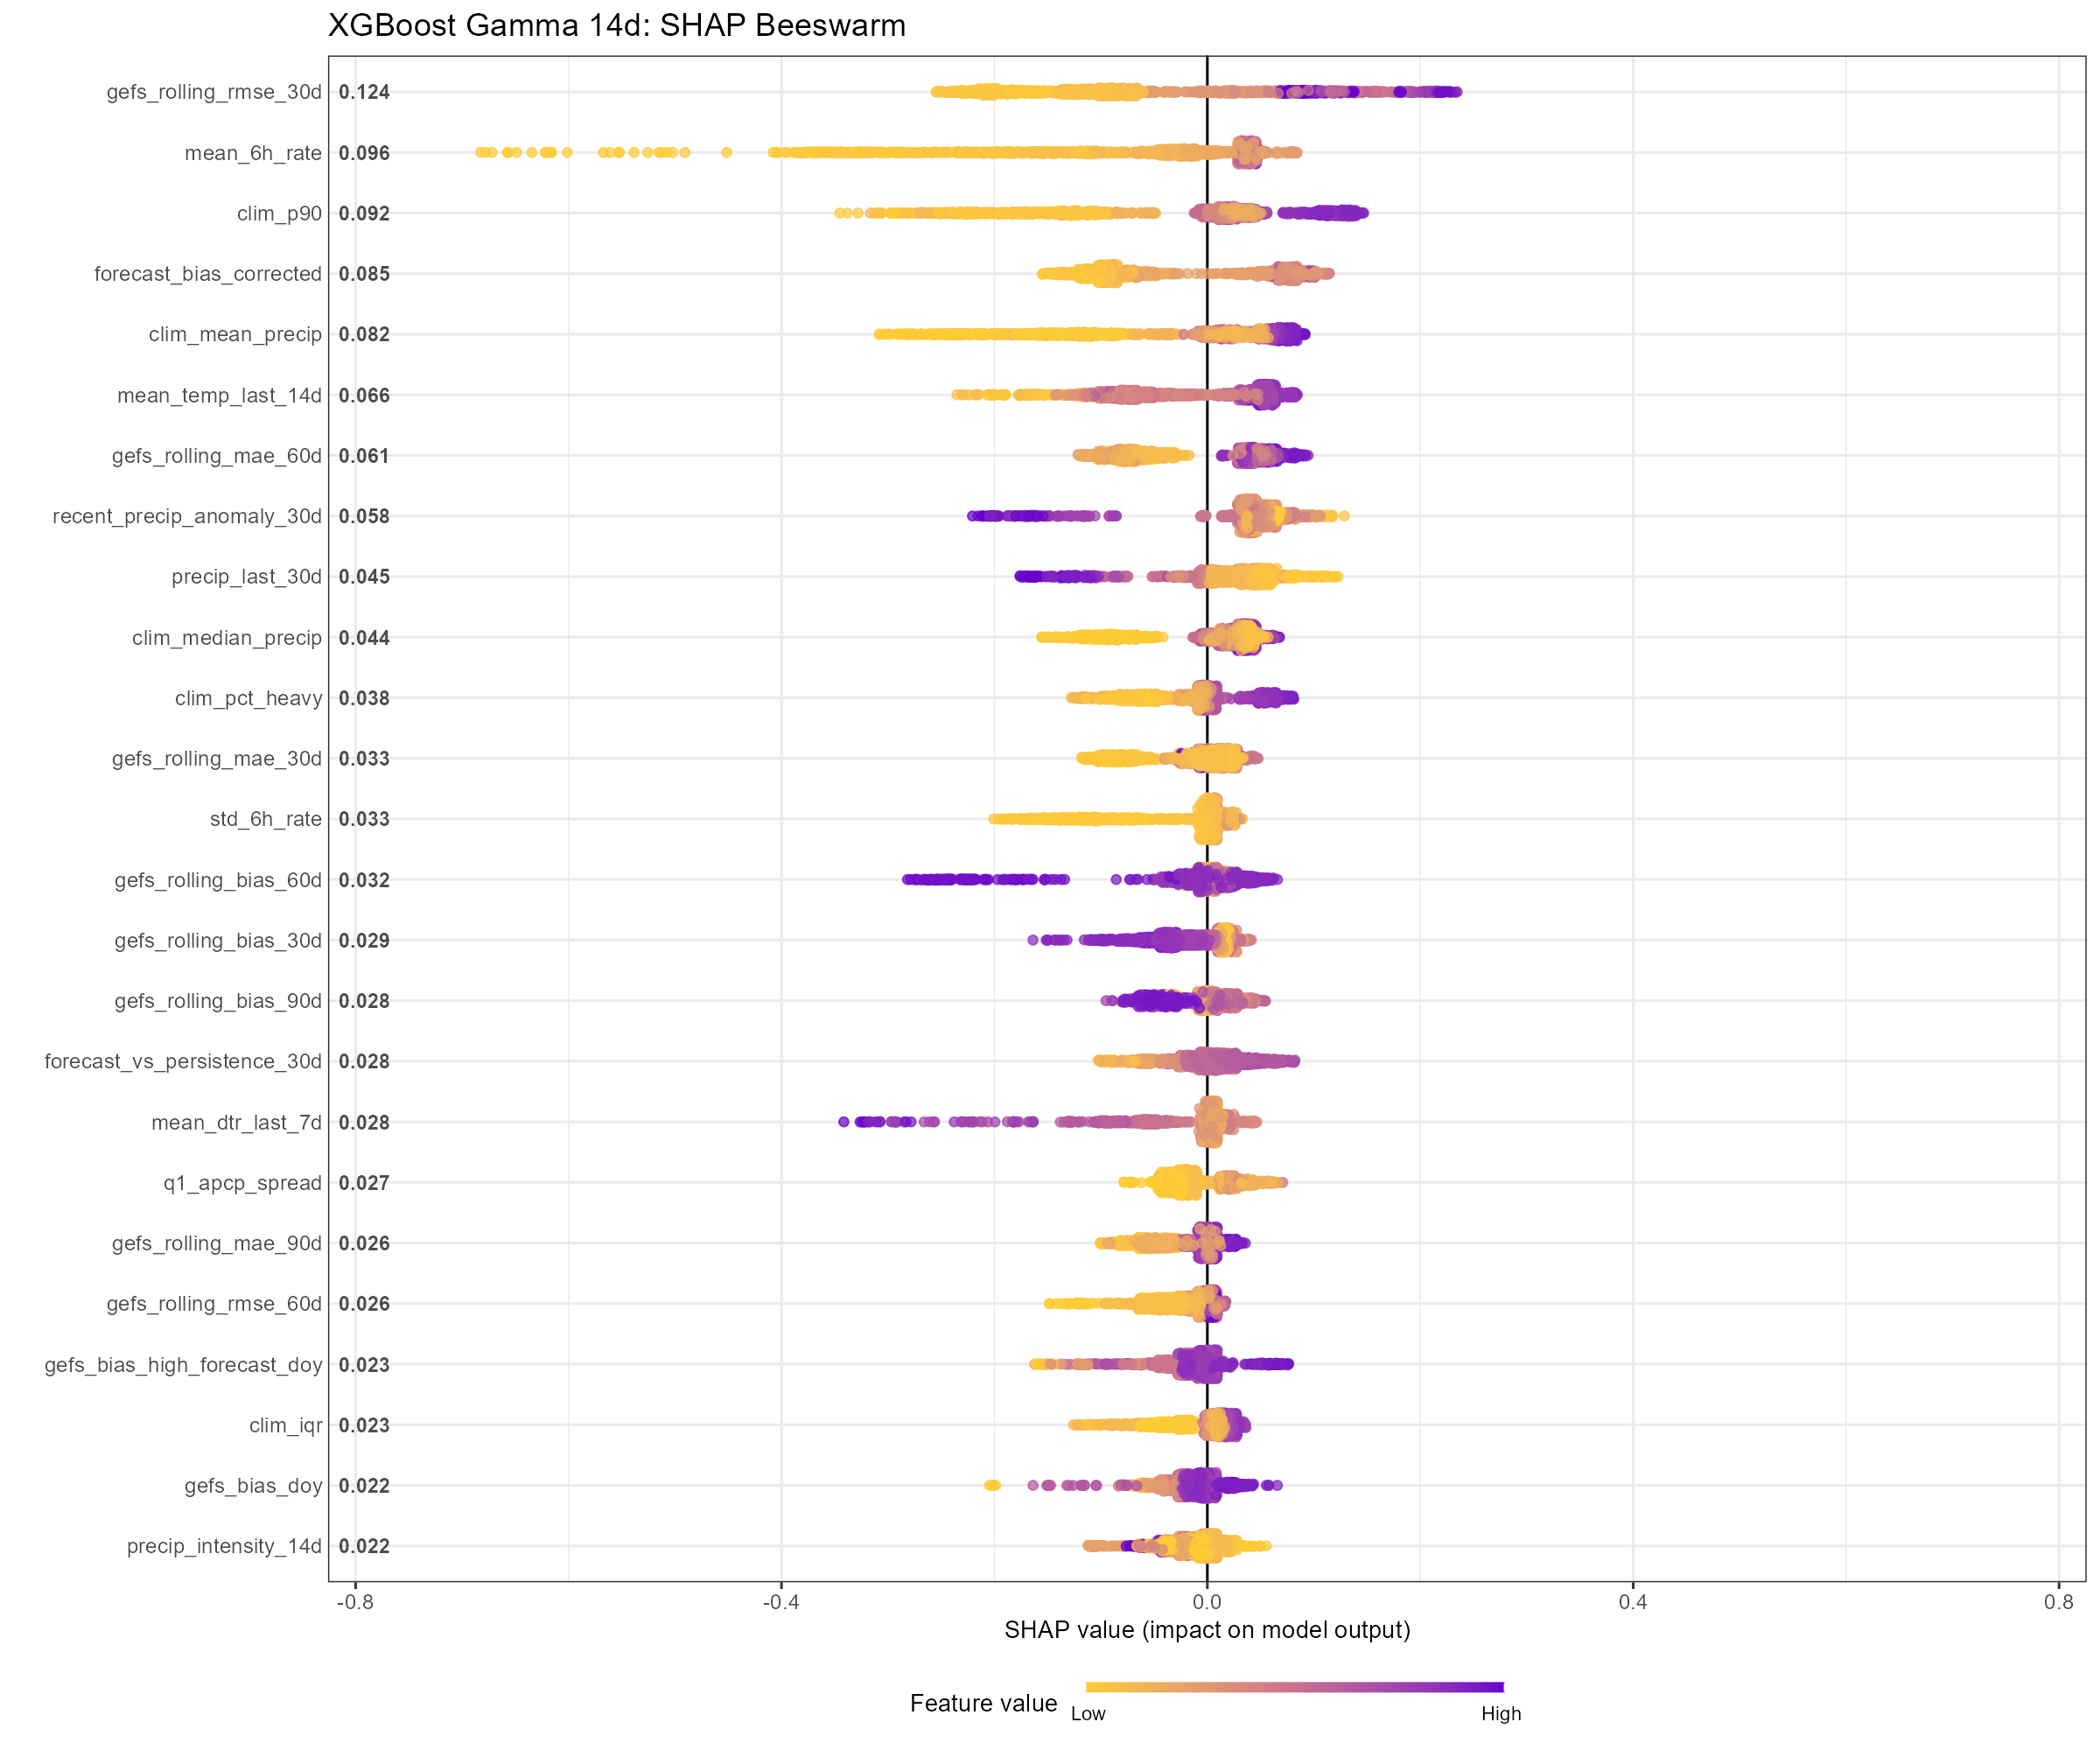 XGBoost Gamma 14d: SHAP Beeswarm
gefs_rolling_rmse_30d 0.124
mean_6h_rate 0.096
clim_p90 0.092
forecast_bias_corrected 0.085
clim_mean_precip 0.082
mean_temp_last_14d 0.066
gefs_rolling_mae_60d 0.061
recent_precip_anomaly_30d 0.058
precip_last_30d 0.045
clim_median_precip 0.044
clim_pct_heavy 0.038
gefs_rolling_mae_30d 0.033
std_6h_rate 0.033
gefs_rolling_bias_60d 0.032
gefs_rolling_bias_30d 0.029
gefs_rolling_bias_90d 0.028
forecast_vs_persistence_30d 0.028
mean_dtr_last_7d 0.028
q1_apcp_spread 0.027
gefs_rolling_mae_90d 0.026
gefs_rolling_rmse_60d 0.026
gefs_bias_high_forecast_doy 0.023
clim_iqr 0.023
gefs_bias_doy 0.022
precip_intensity_14d 0.022
-0.8 -0.4 0.0 0.4 0.8
SHAP value (impact on model output)
Feature value
Low High